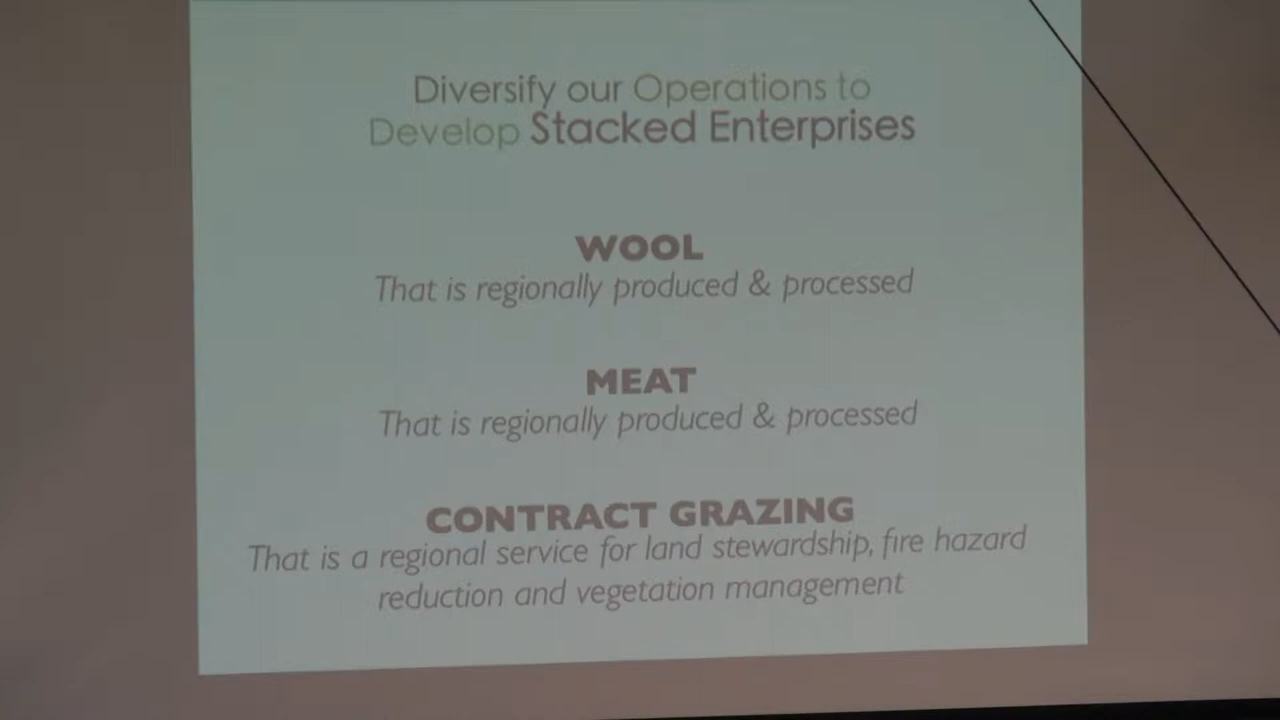 Diversify our Operations to
Develop Stacked Enterprises
WOOL
That is regionally produced & processed
MEAT
That is regionally produced & processed
CONTRACT GRAZING
That is a regional service for land stewardship, fire hazard
reduction and vegetation management